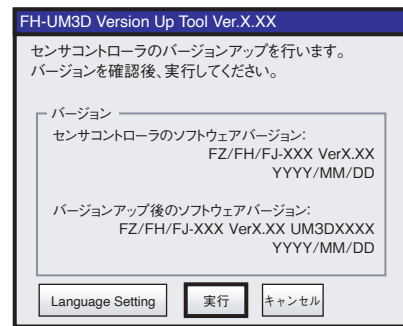 FH-UM3D Version Up Tool Ver.X.XX
センサコントローラのバージョンアップを行います。
バージョンを確認後、実行してください。
バージョン
センサコントローラのソフトウェアバージョン:
FZ/FH/FJ-XXX VerX.XX
YYYY/MM/DD
バージョンアップ後のソフトウェアバージョン:
FZ/FH/FJ-XXX VerX.XX UM3DXXXX
YYYY/MM/DD
Language Setting
実行
キャンセル